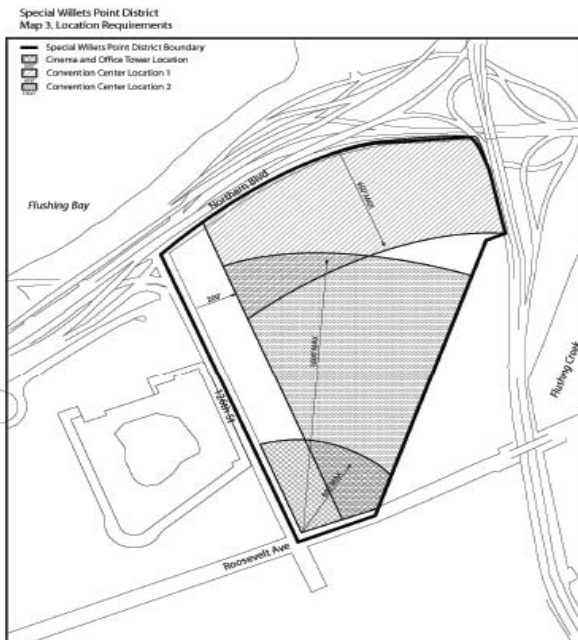 Special Willets Point District
Map 3. Location Requirements
Special Willets Point District Boundary
Cinema and Office Tower Location
Convention Center Location 1
Convention Center Location 2
Northern Blvd
Flushing Bay
200'
126th St
Flushing Creek
Roosevelt Ave